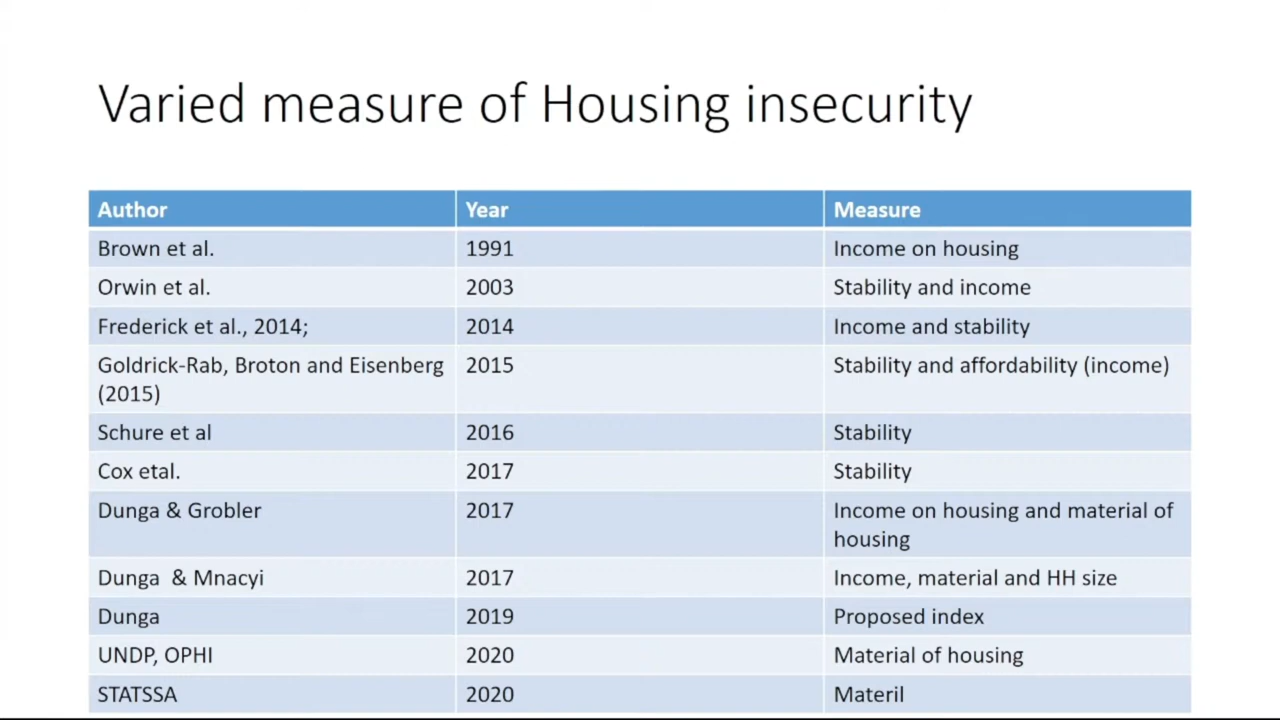 Varied measure of Housing insecurity
Author Year Measure
Brown et al. 1991 Income on housing
Orwin et al. 2003 Stability and income
Frederick et al., 2014; 2014 Income and stability
Goldrick-Rab, Broton and Eisenberg 2015 Stability and affordability (income)
(2015)
Schure et al 2016 Stability
Cox etal. 2017 Stability
Dunga & Grobler 2017 Income on housing and material of
housing
Dunga & Mnacyi 2017 Income, material and HH size
Dunga 2019 Proposed index
UNDP, OPHI 2020 Material of housing
STATSSA 2020 Materil